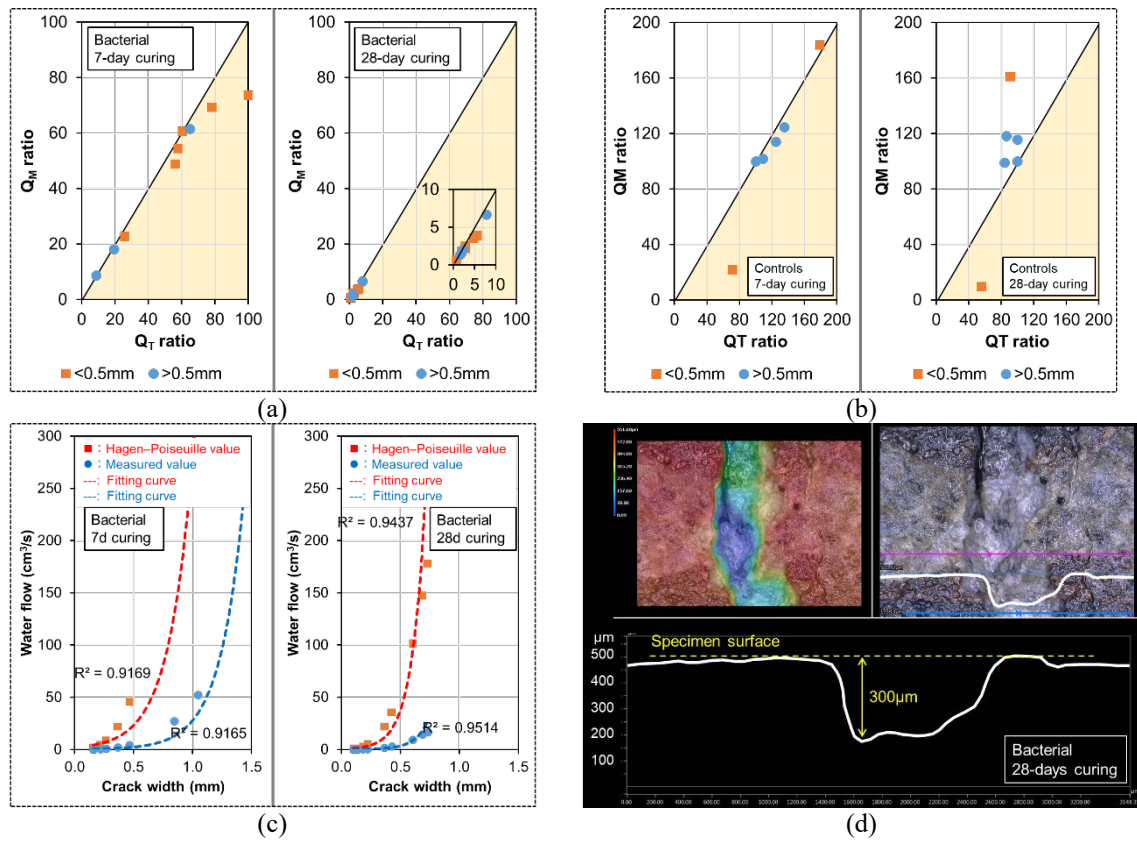 100
80
60
40
20
0
Q_M ratio
Bacterial
7-day curing
0 20 40 60 80 100
Q_T ratio
<0.5mm >0.5mm
100
80
60
40
20
0
Q_M ratio
Bacterial
28-day curing
10
5
0
0 5 10
0 20 40 60 80 100
Q_T ratio
<0.5mm >0.5mm
(a)
200
160
120
80
40
0
QM ratio
Controls
7-day curing
0 40 80 120 160 200
QT ratio
<0.5mm >0.5mm
200
160
120
80
40
0
QM ratio
Controls
28-day curing
0 40 80 120 160 200
QT ratio
<0.5mm >0.5mm
(b)
300
250
200
150
100
50
0
Water flow (cm³/s)
: Hagen–Poiseuille value
: Measured value
: Fitting curve
: Fitting curve
Bacterial
7d curing
R² = 0.9169
R² = 0.9165
0.0 0.5 1.0 1.5
Crack width (mm)
300
250
200
150
100
50
0
Water flow (cm³/s)
: Hagen–Poiseuille value
: Measured value
: Fitting curve
: Fitting curve
R² = 0.9437
Bacterial
28d curing
R² = 0.9514
0.0 0.5 1.0 1.5
Crack width (mm)
(c)
µm
500
400
300
200
100
Specimen surface
300µm
Bacterial
28-days curing
(d)